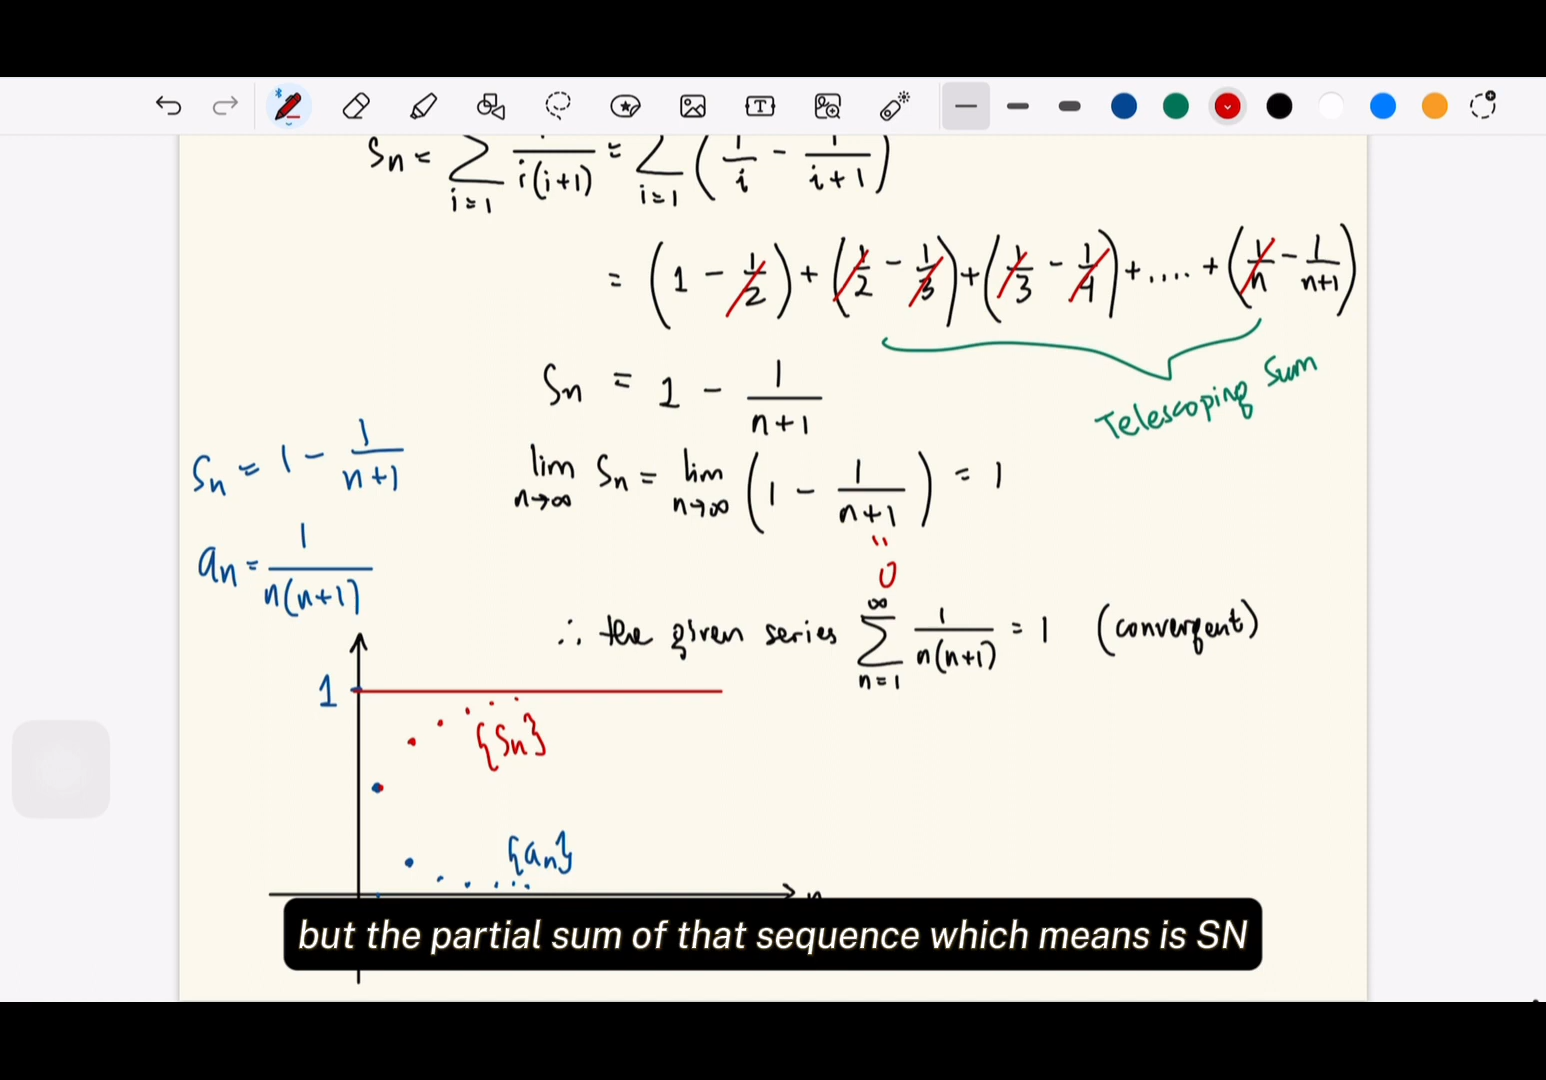 Sn = ∑ i=1 1/i(i+1) = ∑ i=1 (1/i - 1/i+1)
= (1 - 1/2) + (1/2 - 1/3) + (1/3 - 1/4) + .... + (1/n - 1/n+1)
Telescoping Sum
Sn = 1 - 1/n+1
Sn = 1 - 1/n+1
lim n→∞ Sn = lim n→∞ (1 - 1/n+1) = 1
" 0
an = 1/n(n+1)
∴ the given series ∑ n=1 ∞ 1/n(n+1) = 1 (convergent)
1
{Sn}
{an}
n
but the partial sum of that sequence which means is SN